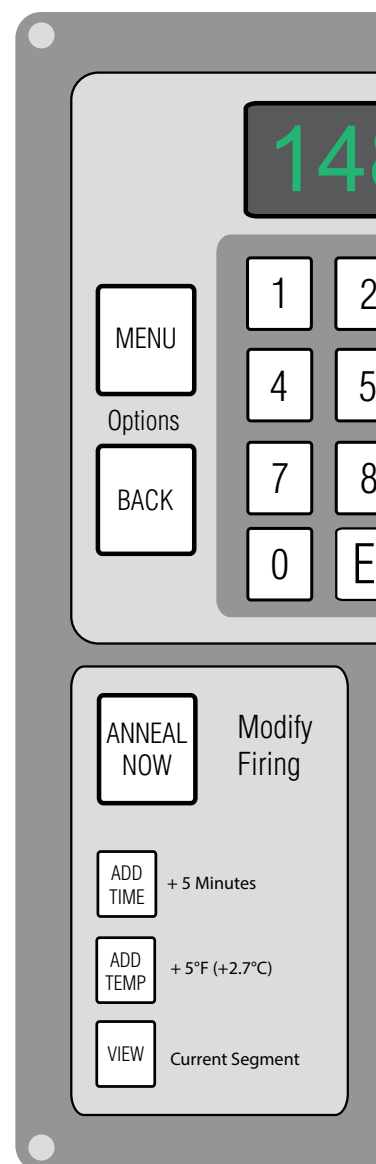 148
1 2
MENU
4 5
Options
7 8
BACK
0 E
ANNEAL
NOW
Modify
Firing
ADD
TIME
+ 5 Minutes
ADD
TEMP
+ 5°F (+2.7°C)
VIEW
Current Segment